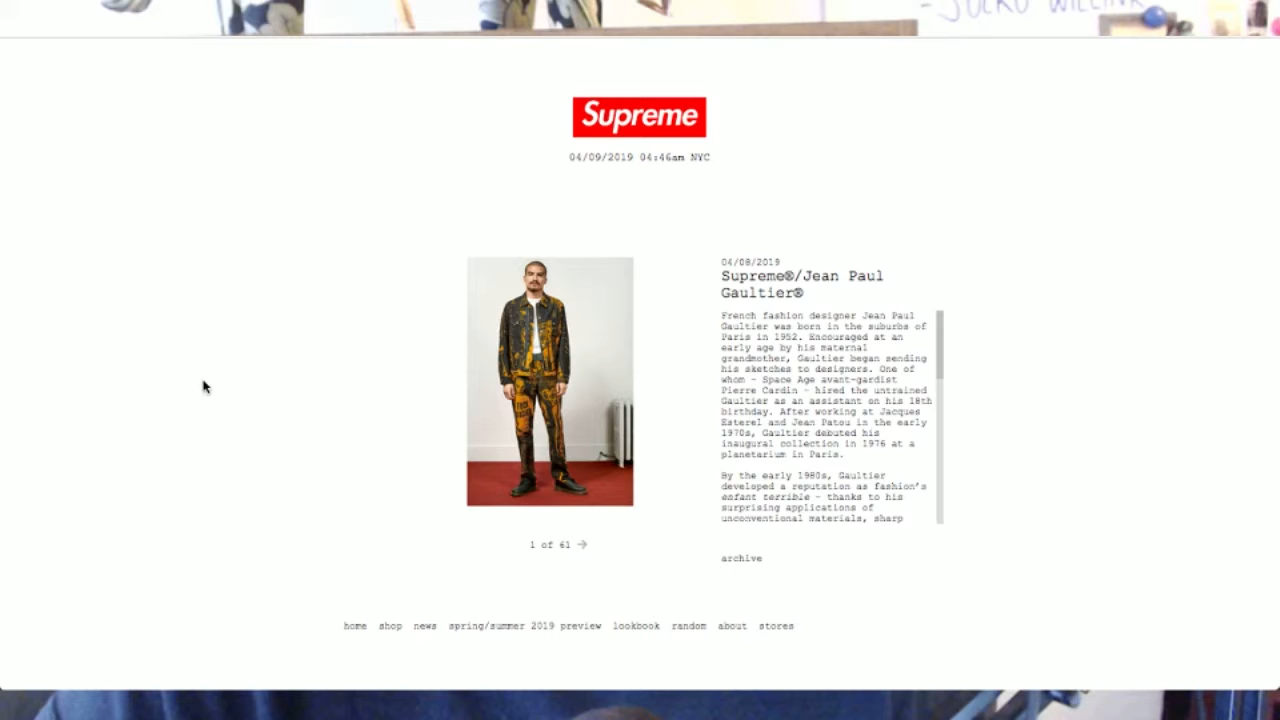 - JOCKO WILLINK
Supreme
04/09/2019 04:46am NYC
04/08/2019
Supreme®/Jean Paul
Gaultier®
French fashion designer Jean Paul
Gaultier was born in the suburbs of
Paris in 1952. Encouraged at an
early age by his maternal
grandmother, Gaultier began sending
his sketches to designers. One of
whom – Space Age avant-gardist
Pierre Cardin – hired the untrained
Gaultier as an assistant on his 18th
birthday. After working at Jacques
Esterel and Jean Patou in the early
1970s, Gaultier debuted his
inaugural collection in 1976 at a
planetarium in Paris.
By the early 1980s, Gaultier
developed a reputation as fashion's
enfant terrible – thanks to his
surprising applications of
unconventional materials, sharp
1 of 61 →
archive
home shop news spring/summer 2019 preview lookbook random about stores